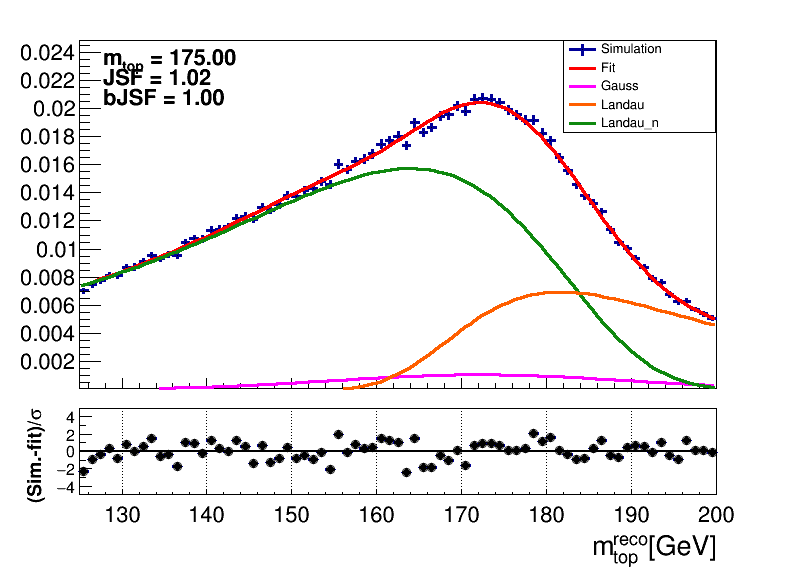 m_top = 175.00
JSF = 1.02
bJSF = 1.00
Simulation
Fit
Gauss
Landau
Landau_n
0.024
0.022
0.02
0.018
0.016
0.014
0.012
0.01
0.008
0.006
0.004
0.002
(Sim.-fit)/σ
4
2
0
−2
−4
130 140 150 160 170 180 190 200
m_top^reco [GeV]